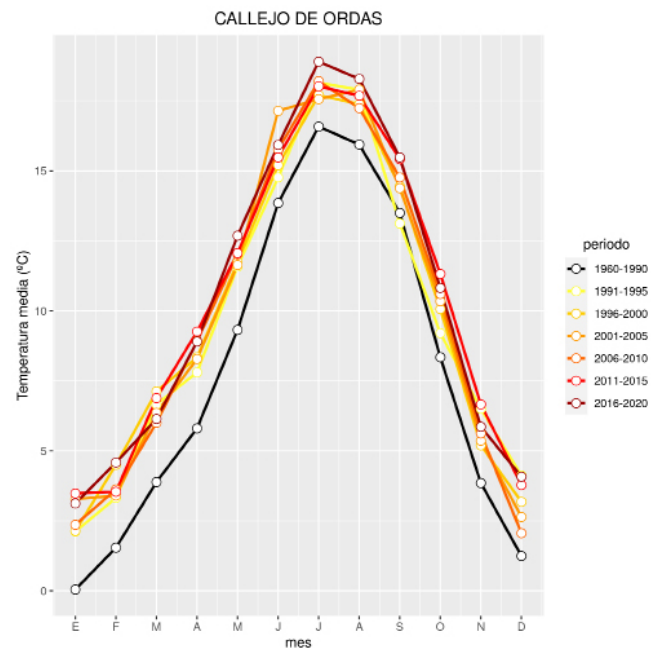 CALLEJO DE ORDAS
Temperatura media (ºC)
15
10
5
0
E F M A M J J A S O N D
mes
periodo
1960-1990
1991-1995
1996-2000
2001-2005
2006-2010
2011-2015
2016-2020